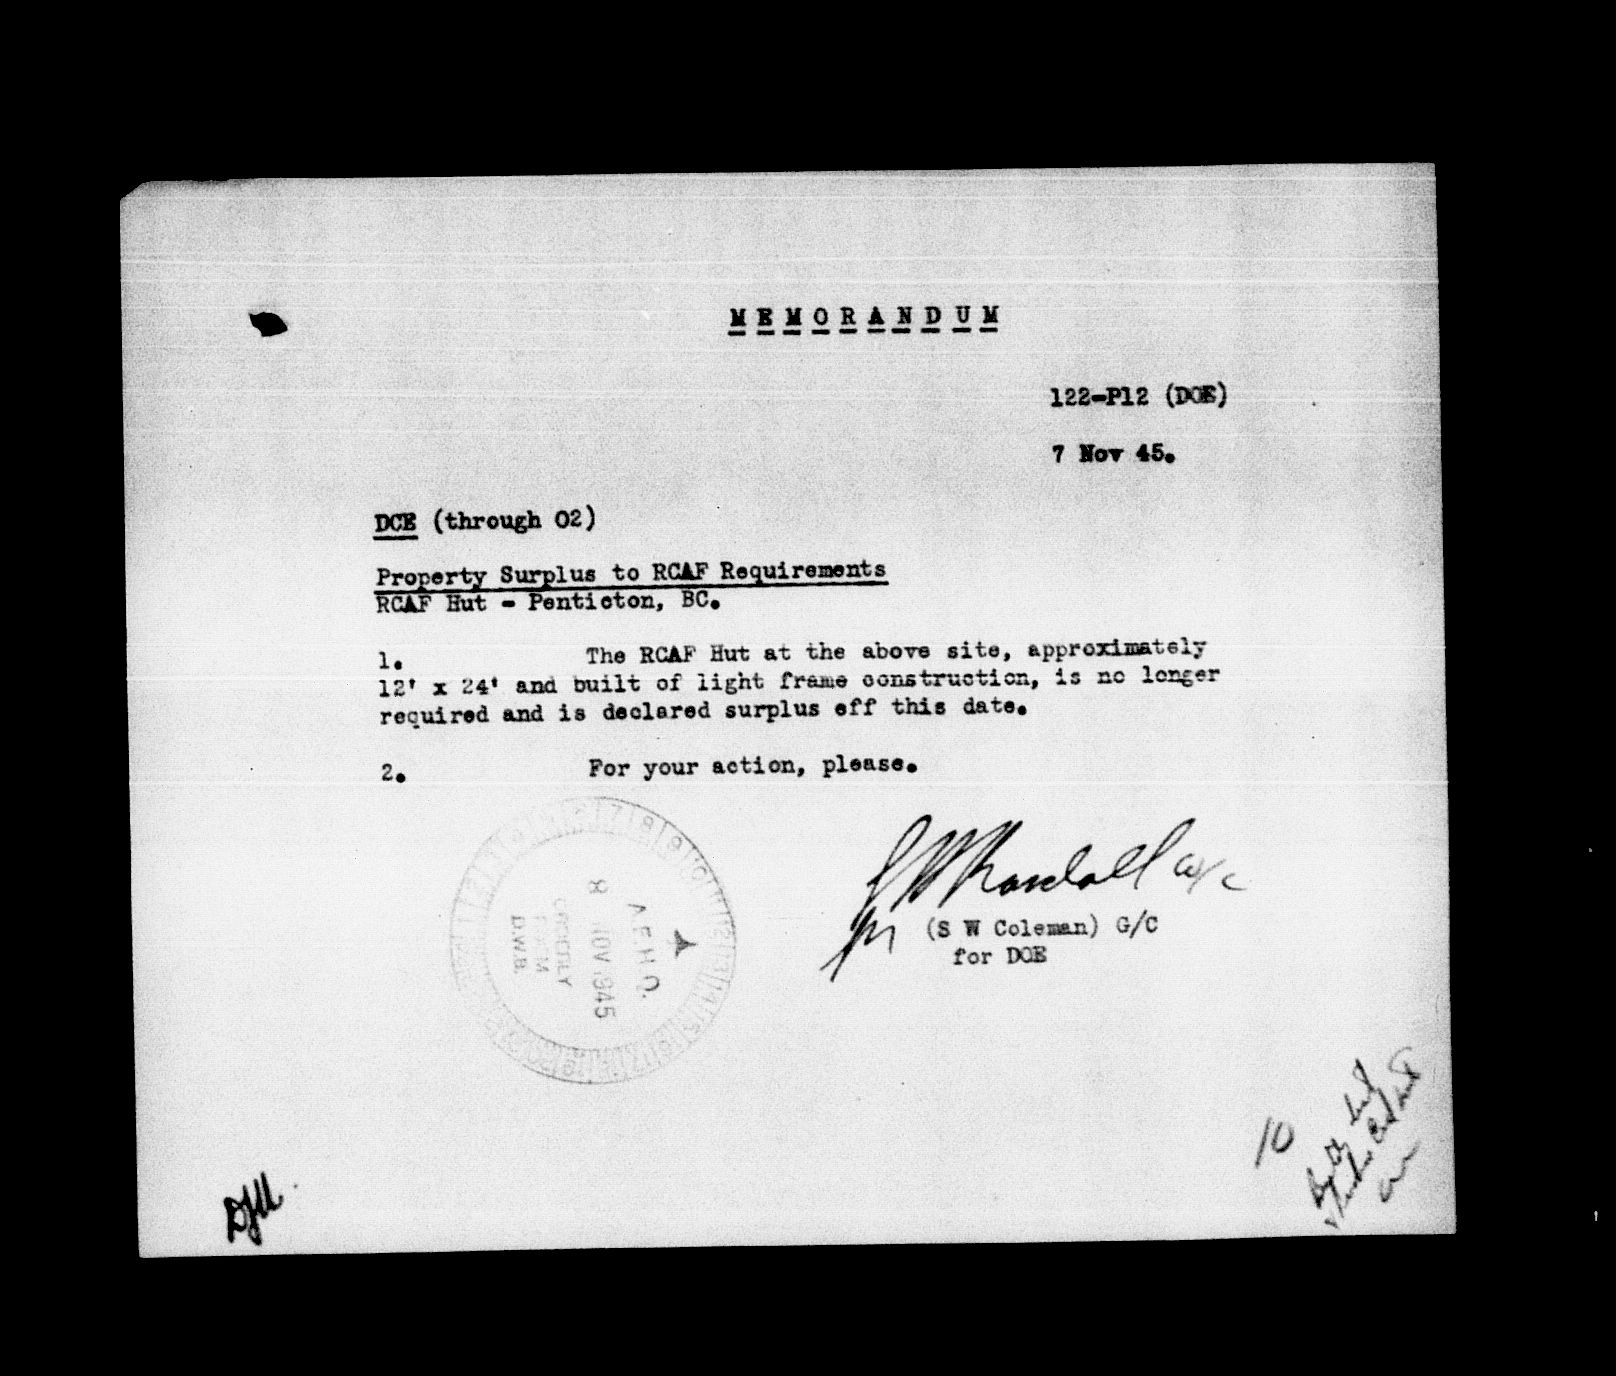 MEMORANDUM
122-P12 (DOE)
7 Nov 45.
DCE (through O2)
Property Surplus to RCAF Requirements
RCAF Hut - Penticton, BC.
1. The RCAF Hut at the above site, approximately
12' x 24' and built of light frame construction, is no longer
required and is declared surplus eff this date.
2. For your action, please.
(S W Coleman) G/C
for DOE
A.F.H.Q.
8 NOV 1945
D.W.B.
10